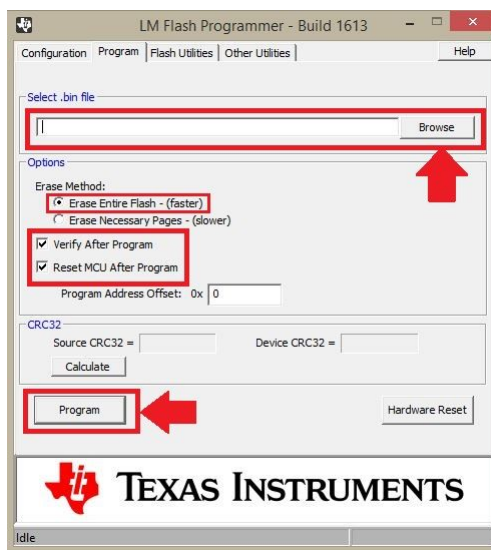 LM Flash Programmer - Build 1613
Configuration Program Flash Utilities Other Utilities Help
Select .bin file
Browse
Options
Erase Method:
Erase Entire Flash - (faster)
Erase Necessary Pages - (slower)
Verify After Program
Reset MCU After Program
Program Address Offset: 0x 0
CRC32
Source CRC32 = Device CRC32 =
Calculate
Program Hardware Reset
TEXAS INSTRUMENTS
Idle